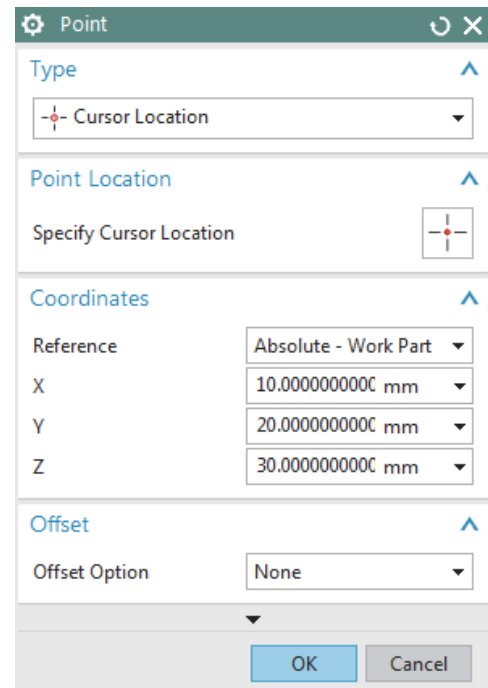 Point
Type
Cursor Location
Point Location
Specify Cursor Location
Coordinates
Reference Absolute - Work Part
X 10.0000000000 mm
Y 20.0000000000 mm
Z 30.0000000000 mm
Offset
Offset Option None
OK Cancel